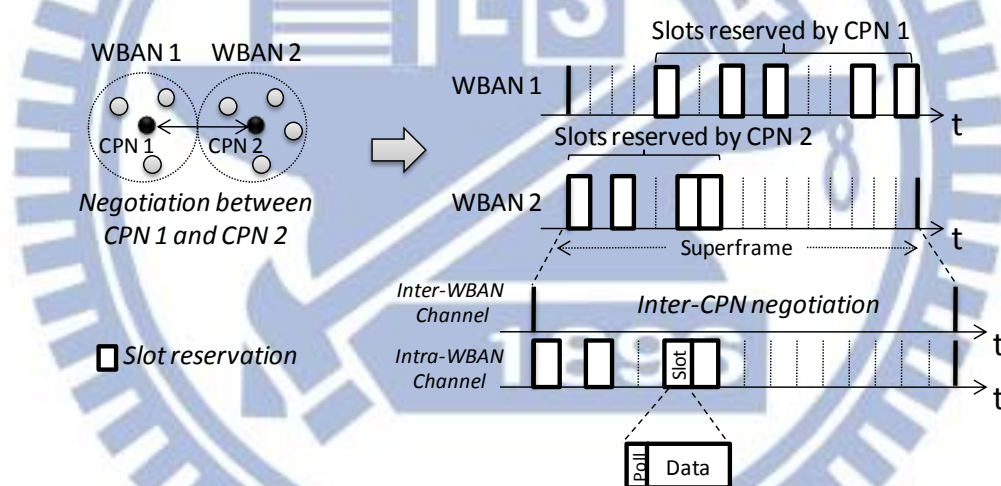 WBAN 1 WBAN 2
CPN 1 CPN 2
Negotiation between
CPN 1 and CPN 2
Slot reservation
Slots reserved by CPN 1
WBAN 1
t
Slots reserved by CPN 2
WBAN 2
t
Superframe
Inter-WBAN
Channel
Inter-CPN negotiation
t
Intra-WBAN
Channel
Slot
t
Poll Data
1896